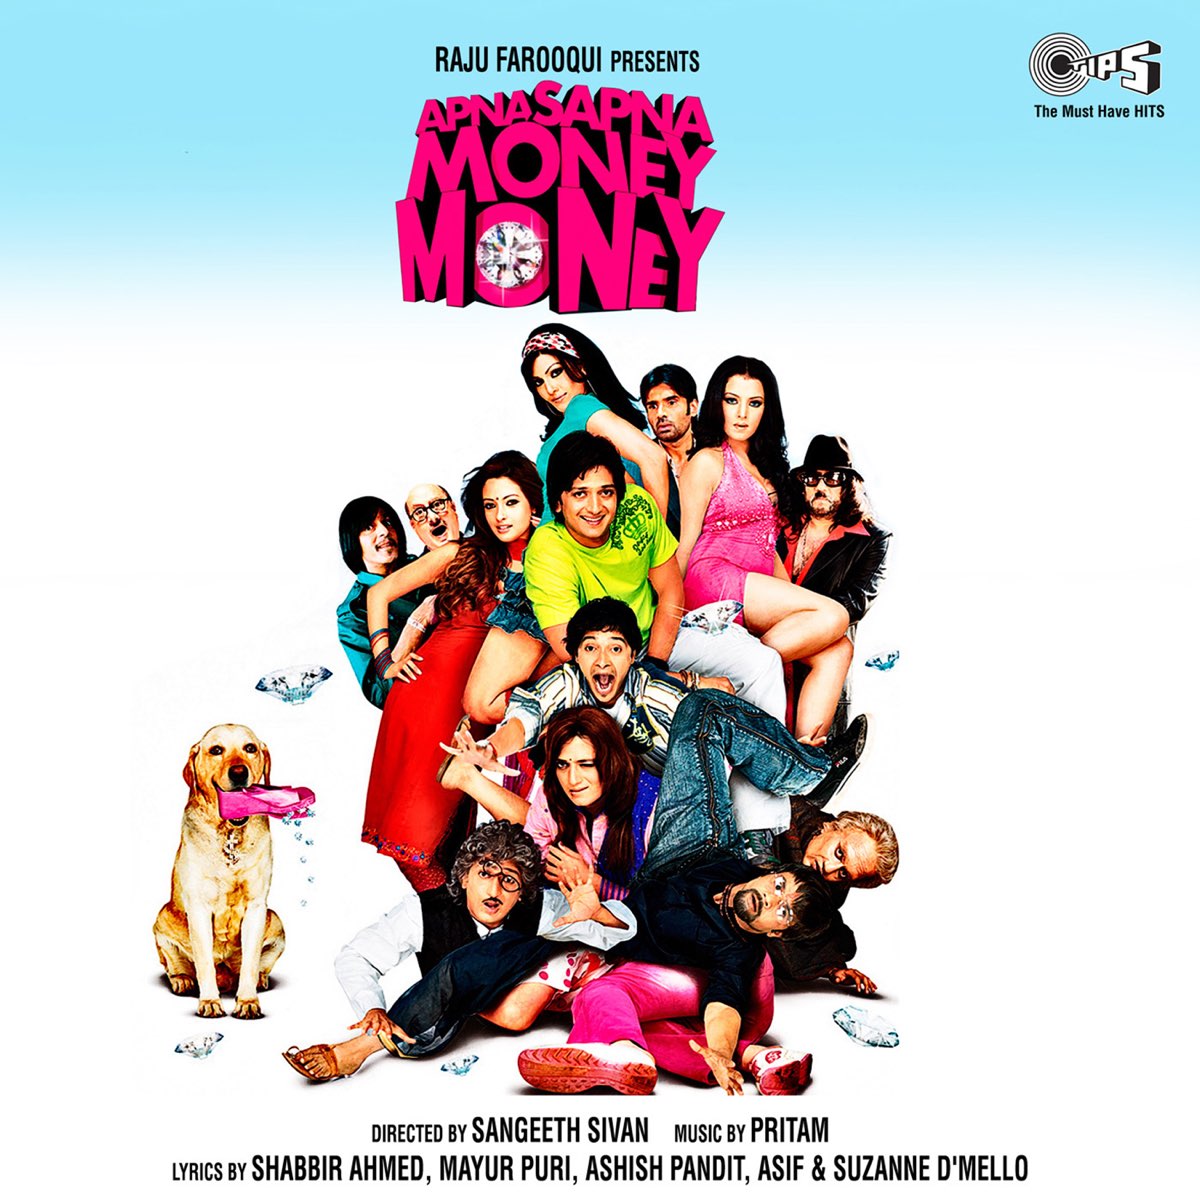 RAJU FAROOQUI PRESENTS
APNA SAPNA
MONEY
MONEY
TIPS
The Must Have HITS
FILA
DIRECTED BY SANGEETH SIVAN MUSIC BY PRITAM
LYRICS BY SHABBIR AHMED, MAYUR PURI, ASHISH PANDIT, ASIF & SUZANNE D'MELLO